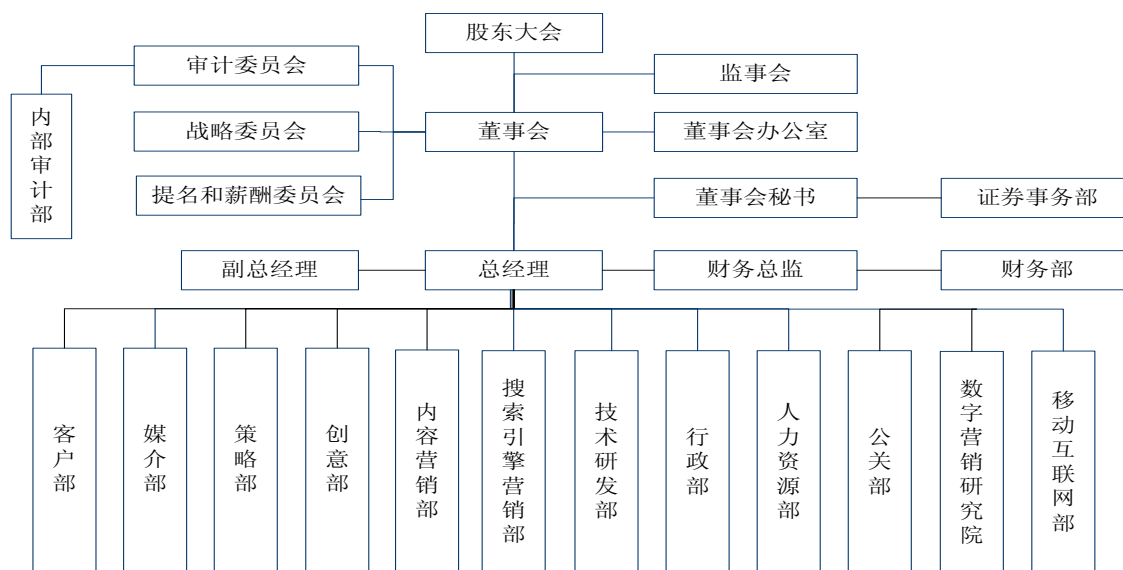 股东大会
审计委员会
监事会
内部审计部
战略委员会
董事会
董事会办公室
提名和薪酬委员会
董事会秘书
证券事务部
副总经理
总经理
财务总监
财务部
客户部
媒介部
策略部
创意部
内容营销部
搜索引擎营销部
技术研发部
行政部
人力资源部
公关部
数字营销研究院
移动互联网部